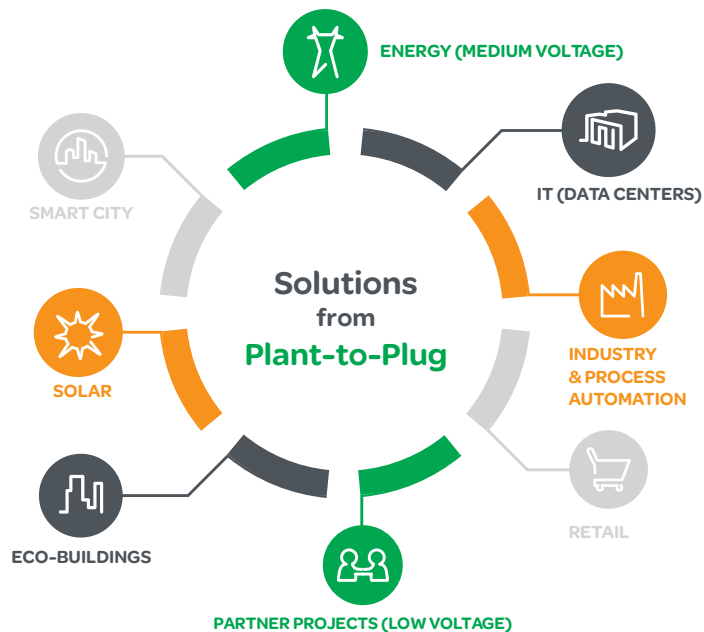 ENERGY (MEDIUM VOLTAGE)
IT (DATA CENTERS)
SMART CITY
Solutions
from
Plant-to-Plug
INDUSTRY
& PROCESS
AUTOMATION
SOLAR
RETAIL
ECO-BUILDINGS
PARTNER PROJECTS (LOW VOLTAGE)